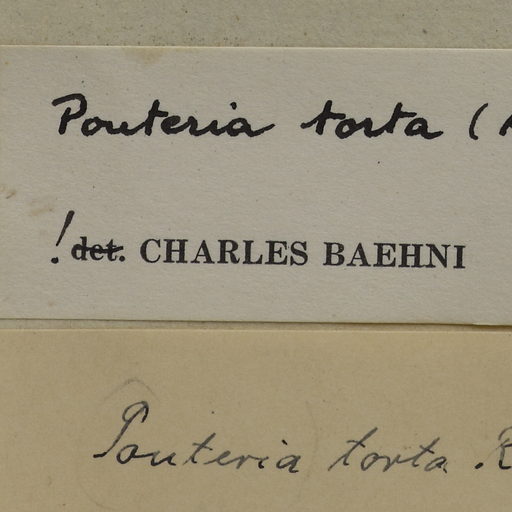 Pouteria torta (
! det. CHARLES BAEHNI
Pouteria torta. R